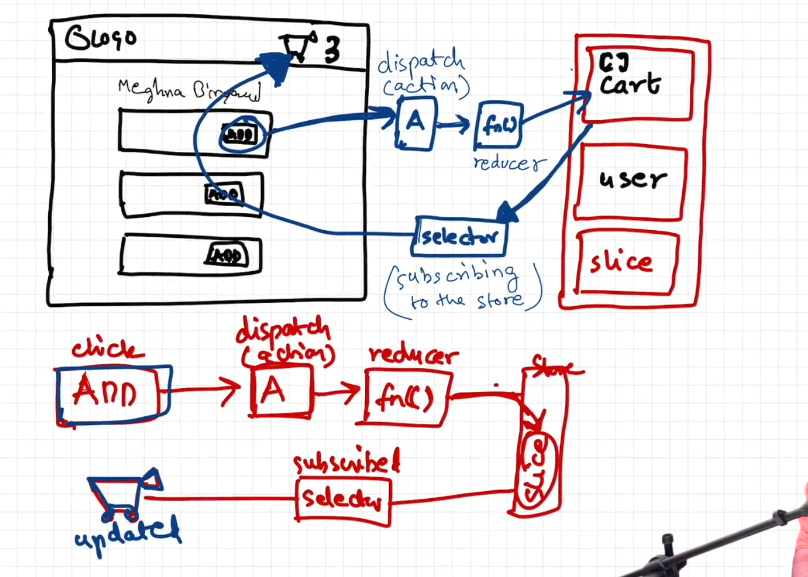 Logo
3
Meghna Bingawd
ADD
ADD
ADD
dispatch
(action)
A
fn()
reducer
[]
cart
user
slice
selector
(subscribing
to the store)
click
ADD
dispatch
(action)
A
reducer
fn()
Store
slice
subscribed
selector
updated